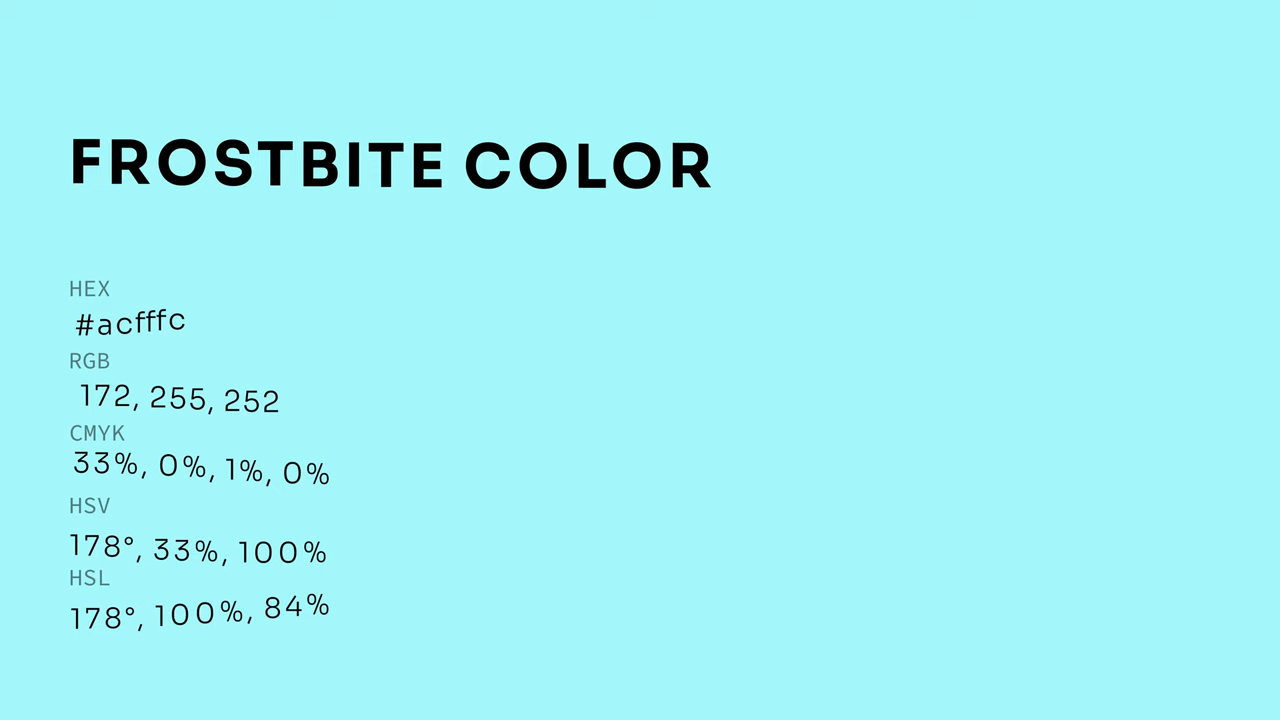 FROSTBITE COLOR
HEX
#acfffc
RGB
172, 255, 252
CMYK
33%, 0%, 1%, 0%
HSV
178°, 33%, 100%
HSL
178°, 100%, 84%